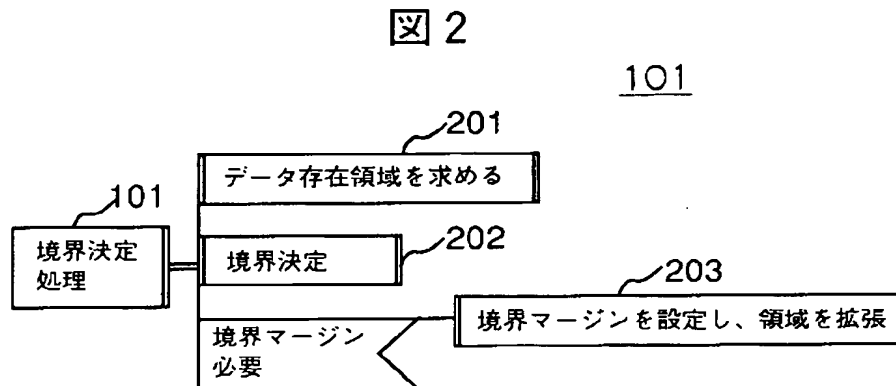 図 2
101
201
データ存在領域を求める
101
境界決定
処理
202
境界決定
203
境界マージンを設定し、領域を拡張
境界マージン
必要